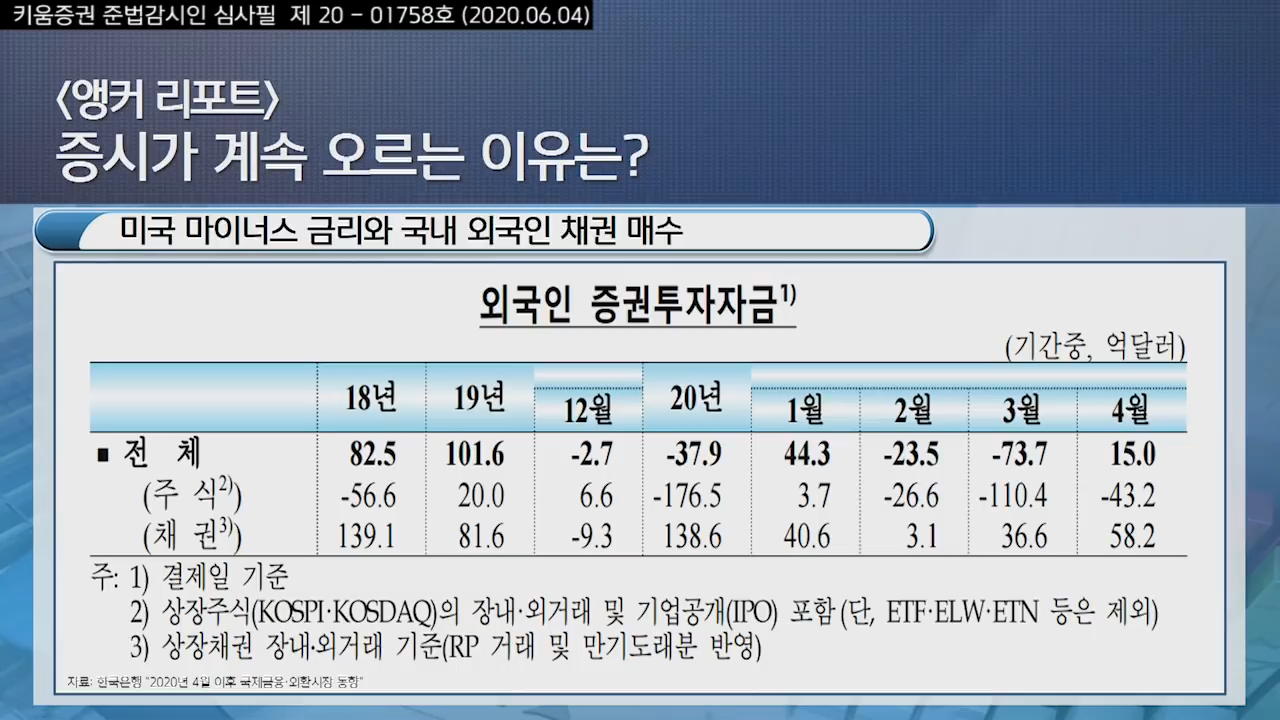 키움증권 준법감시인 심사필 제 20 - 01758호 (2020.06.04)
<앵커 리포트>
증시가 계속 오르는 이유는?
미국 마이너스 금리와 국내 외국인 채권 매수
외국인 증권투자자금1)
(기간중, 억달러)
18년 19년 12월 20년 1월 2월 3월 4월
■ 전 체 82.5 101.6 -2.7 -37.9 44.3 -23.5 -73.7 15.0
(주 식2)) -56.6 20.0 6.6 -176.5 3.7 -26.6 -110.4 -43.2
(채 권3)) 139.1 81.6 -9.3 138.6 40.6 3.1 36.6 58.2
주: 1) 결제일 기준
2) 상장주식(KOSPI·KOSDAQ)의 장내·외거래 및 기업공개(IPO) 포함(단, ETF·ELW·ETN 등은 제외)
3) 상장채권 장내·외거래 기준(RP 거래 및 만기도래분 반영)
자료: 한국은행 "2020년 4월 이후 국제금융·외환시장 동향"